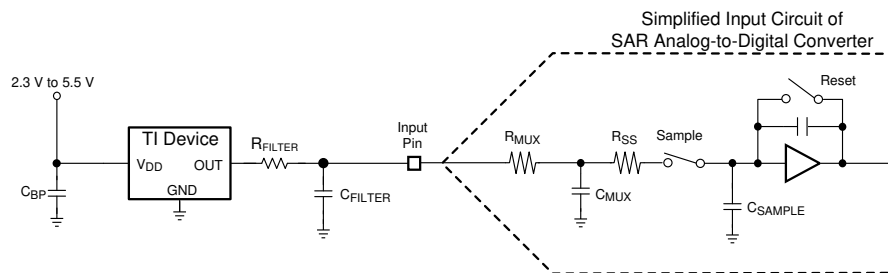 Simplified Input Circuit of
SAR Analog-to-Digital Converter
2.3 V to 5.5 V
Reset
TI Device
RFILTER
Input
Pin
RMUX
RSS
Sample
VDD
OUT
GND
CBP
CFILTER
CMUX
CSAMPLE